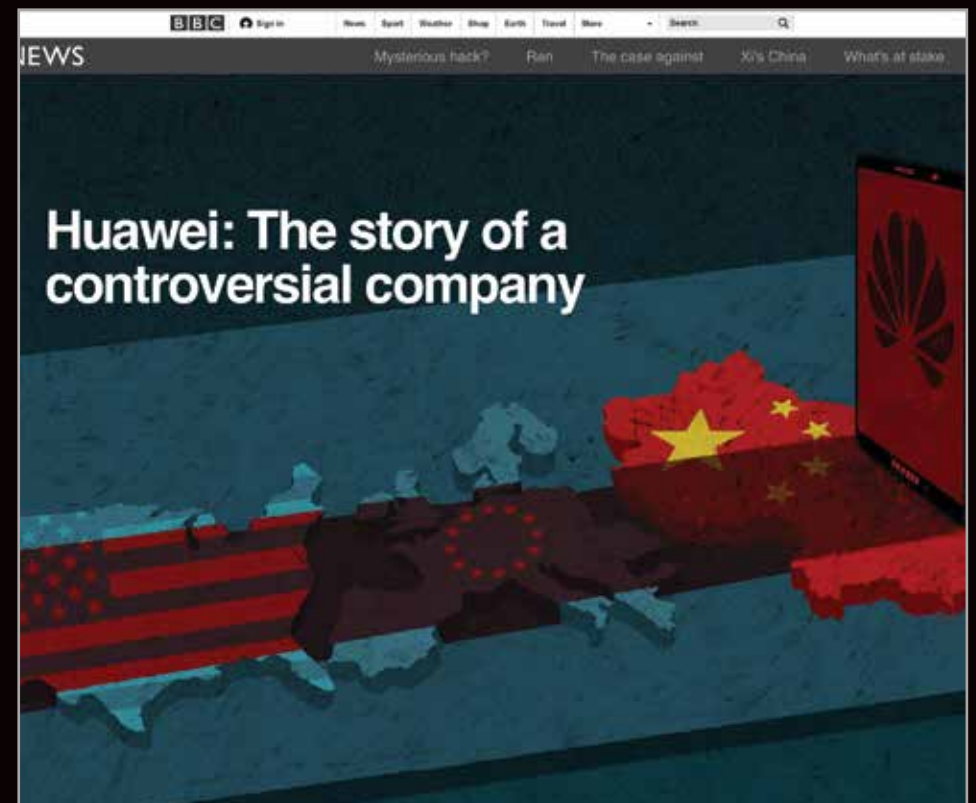 BBC Sign in News Sport Weather Shop Earth Travel More Search
NEWS Mysterious hack? Ren The case against Xi's China What's at stake
Huawei: The story of a
controversial company